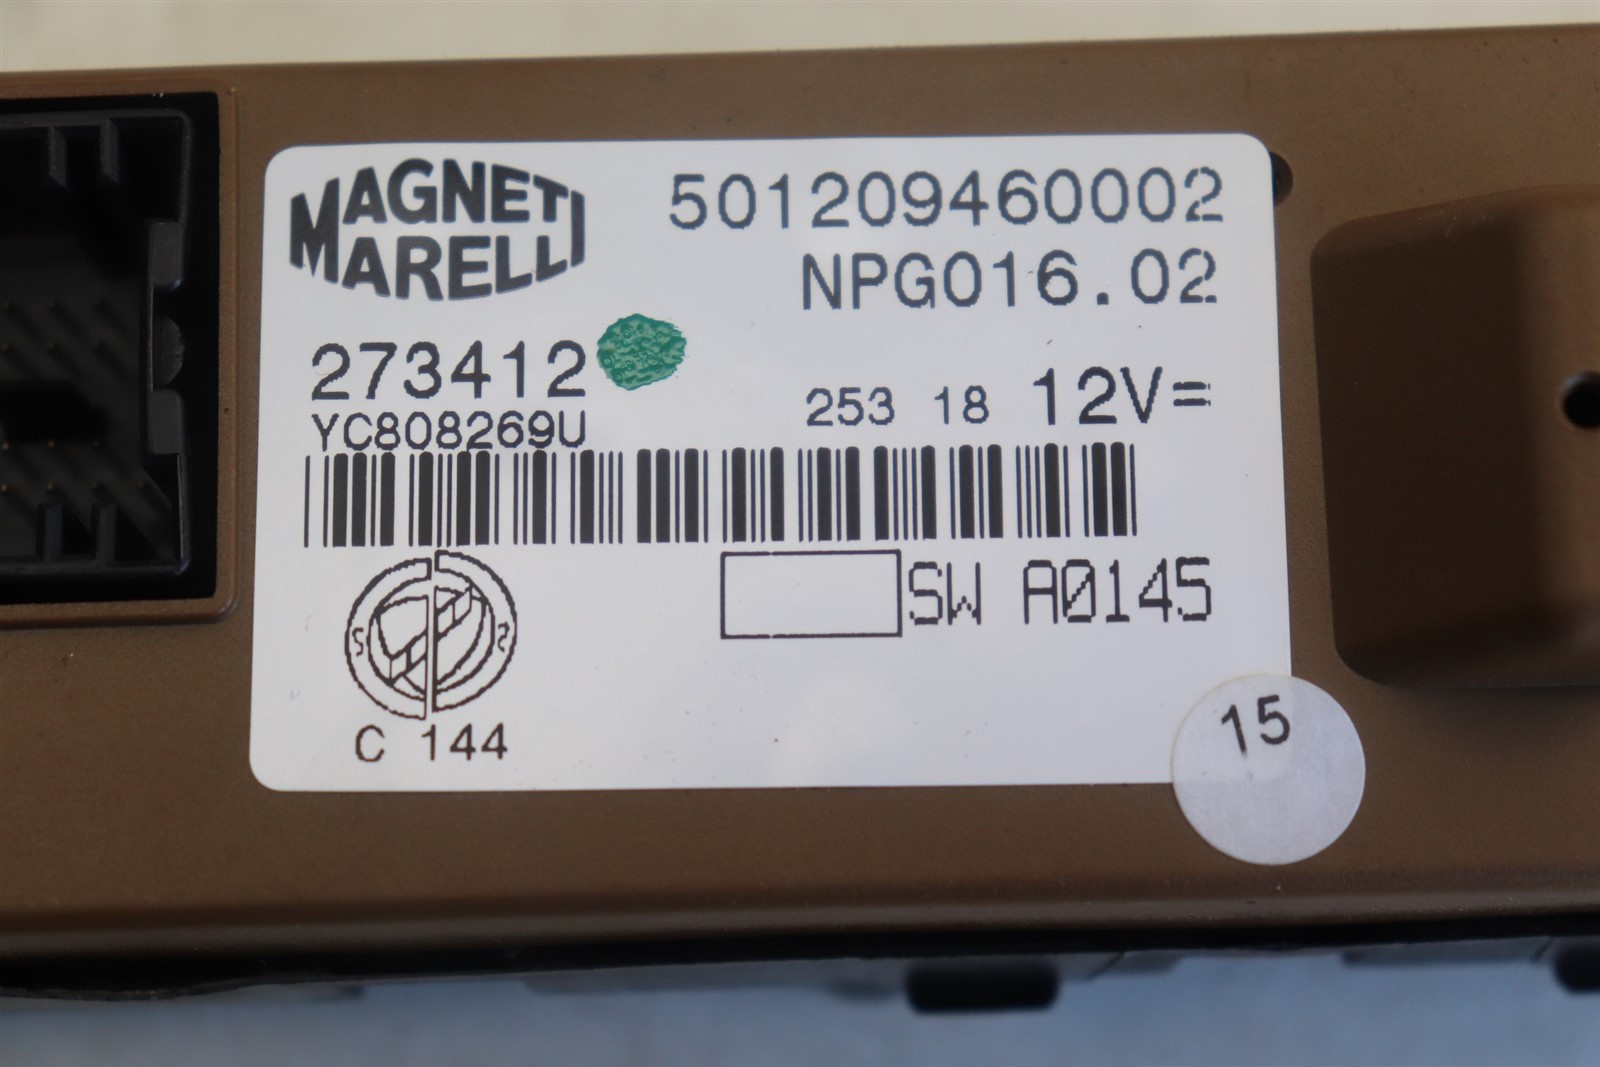 MAGNETI
MARELLI
501209460002
NPG016.02
273412
YC808269U
253 18 12V=
SW A0145
C 144
15